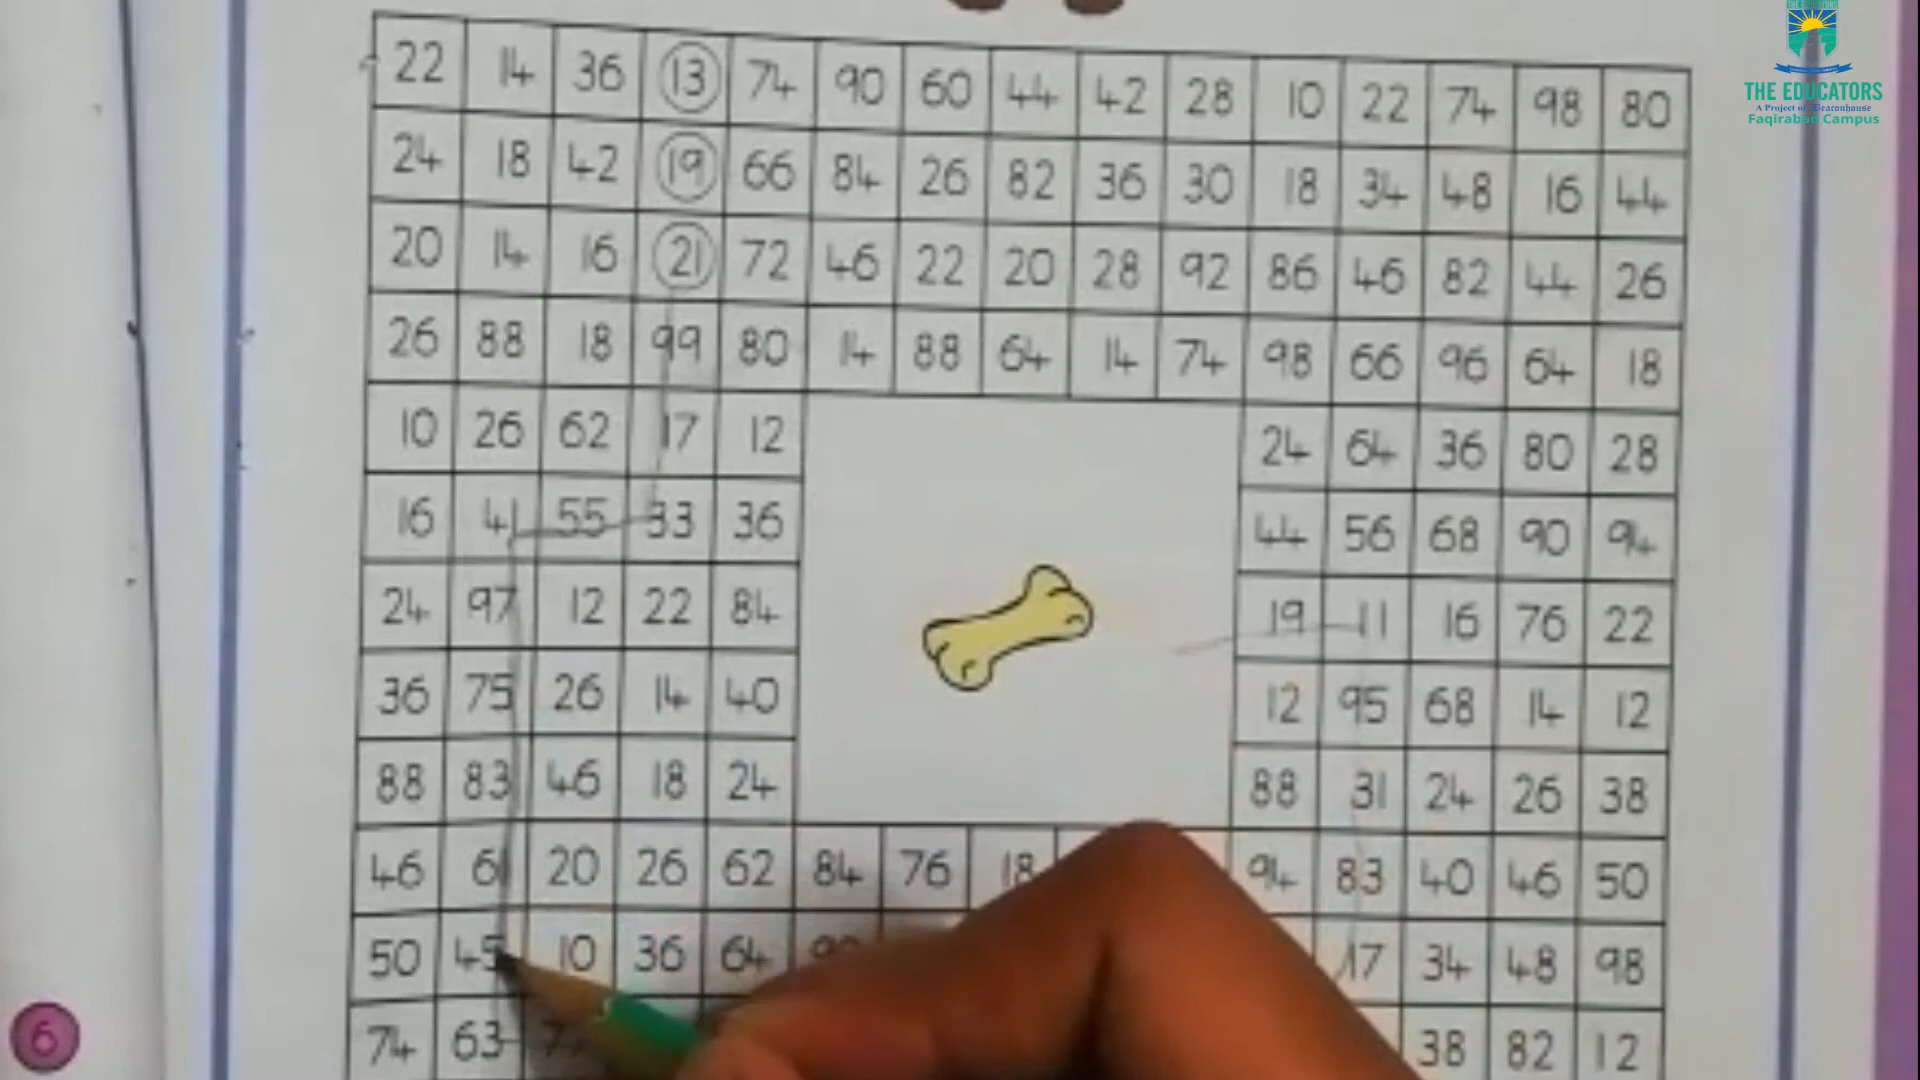 THE EDUCATORS
A Project of Beaconhouse
Faqirabad Campus
22 14 36 13 74 90 60 44 42 28 10 22 74 98 80
24 18 42 19 66 84 26 82 36 30 18 34 48 16 44
20 14 16 21 72 46 22 20 28 92 86 46 82 44 26
26 88 18 99 80 14 88 64 14 74 98 66 96 64 18
10 26 62 17 12 24 64 36 80 28
16 41 55 33 36 44 56 68 90 94
24 97 12 22 84 19 11 16 76 22
36 75 26 14 40 12 95 68 14 12
88 83 46 18 24 88 31 24 26 38
46 61 20 26 62 84 76 18 94 83 40 46 50
50 45 10 36 64 17 34 48 98
74 63 38 82 12
6